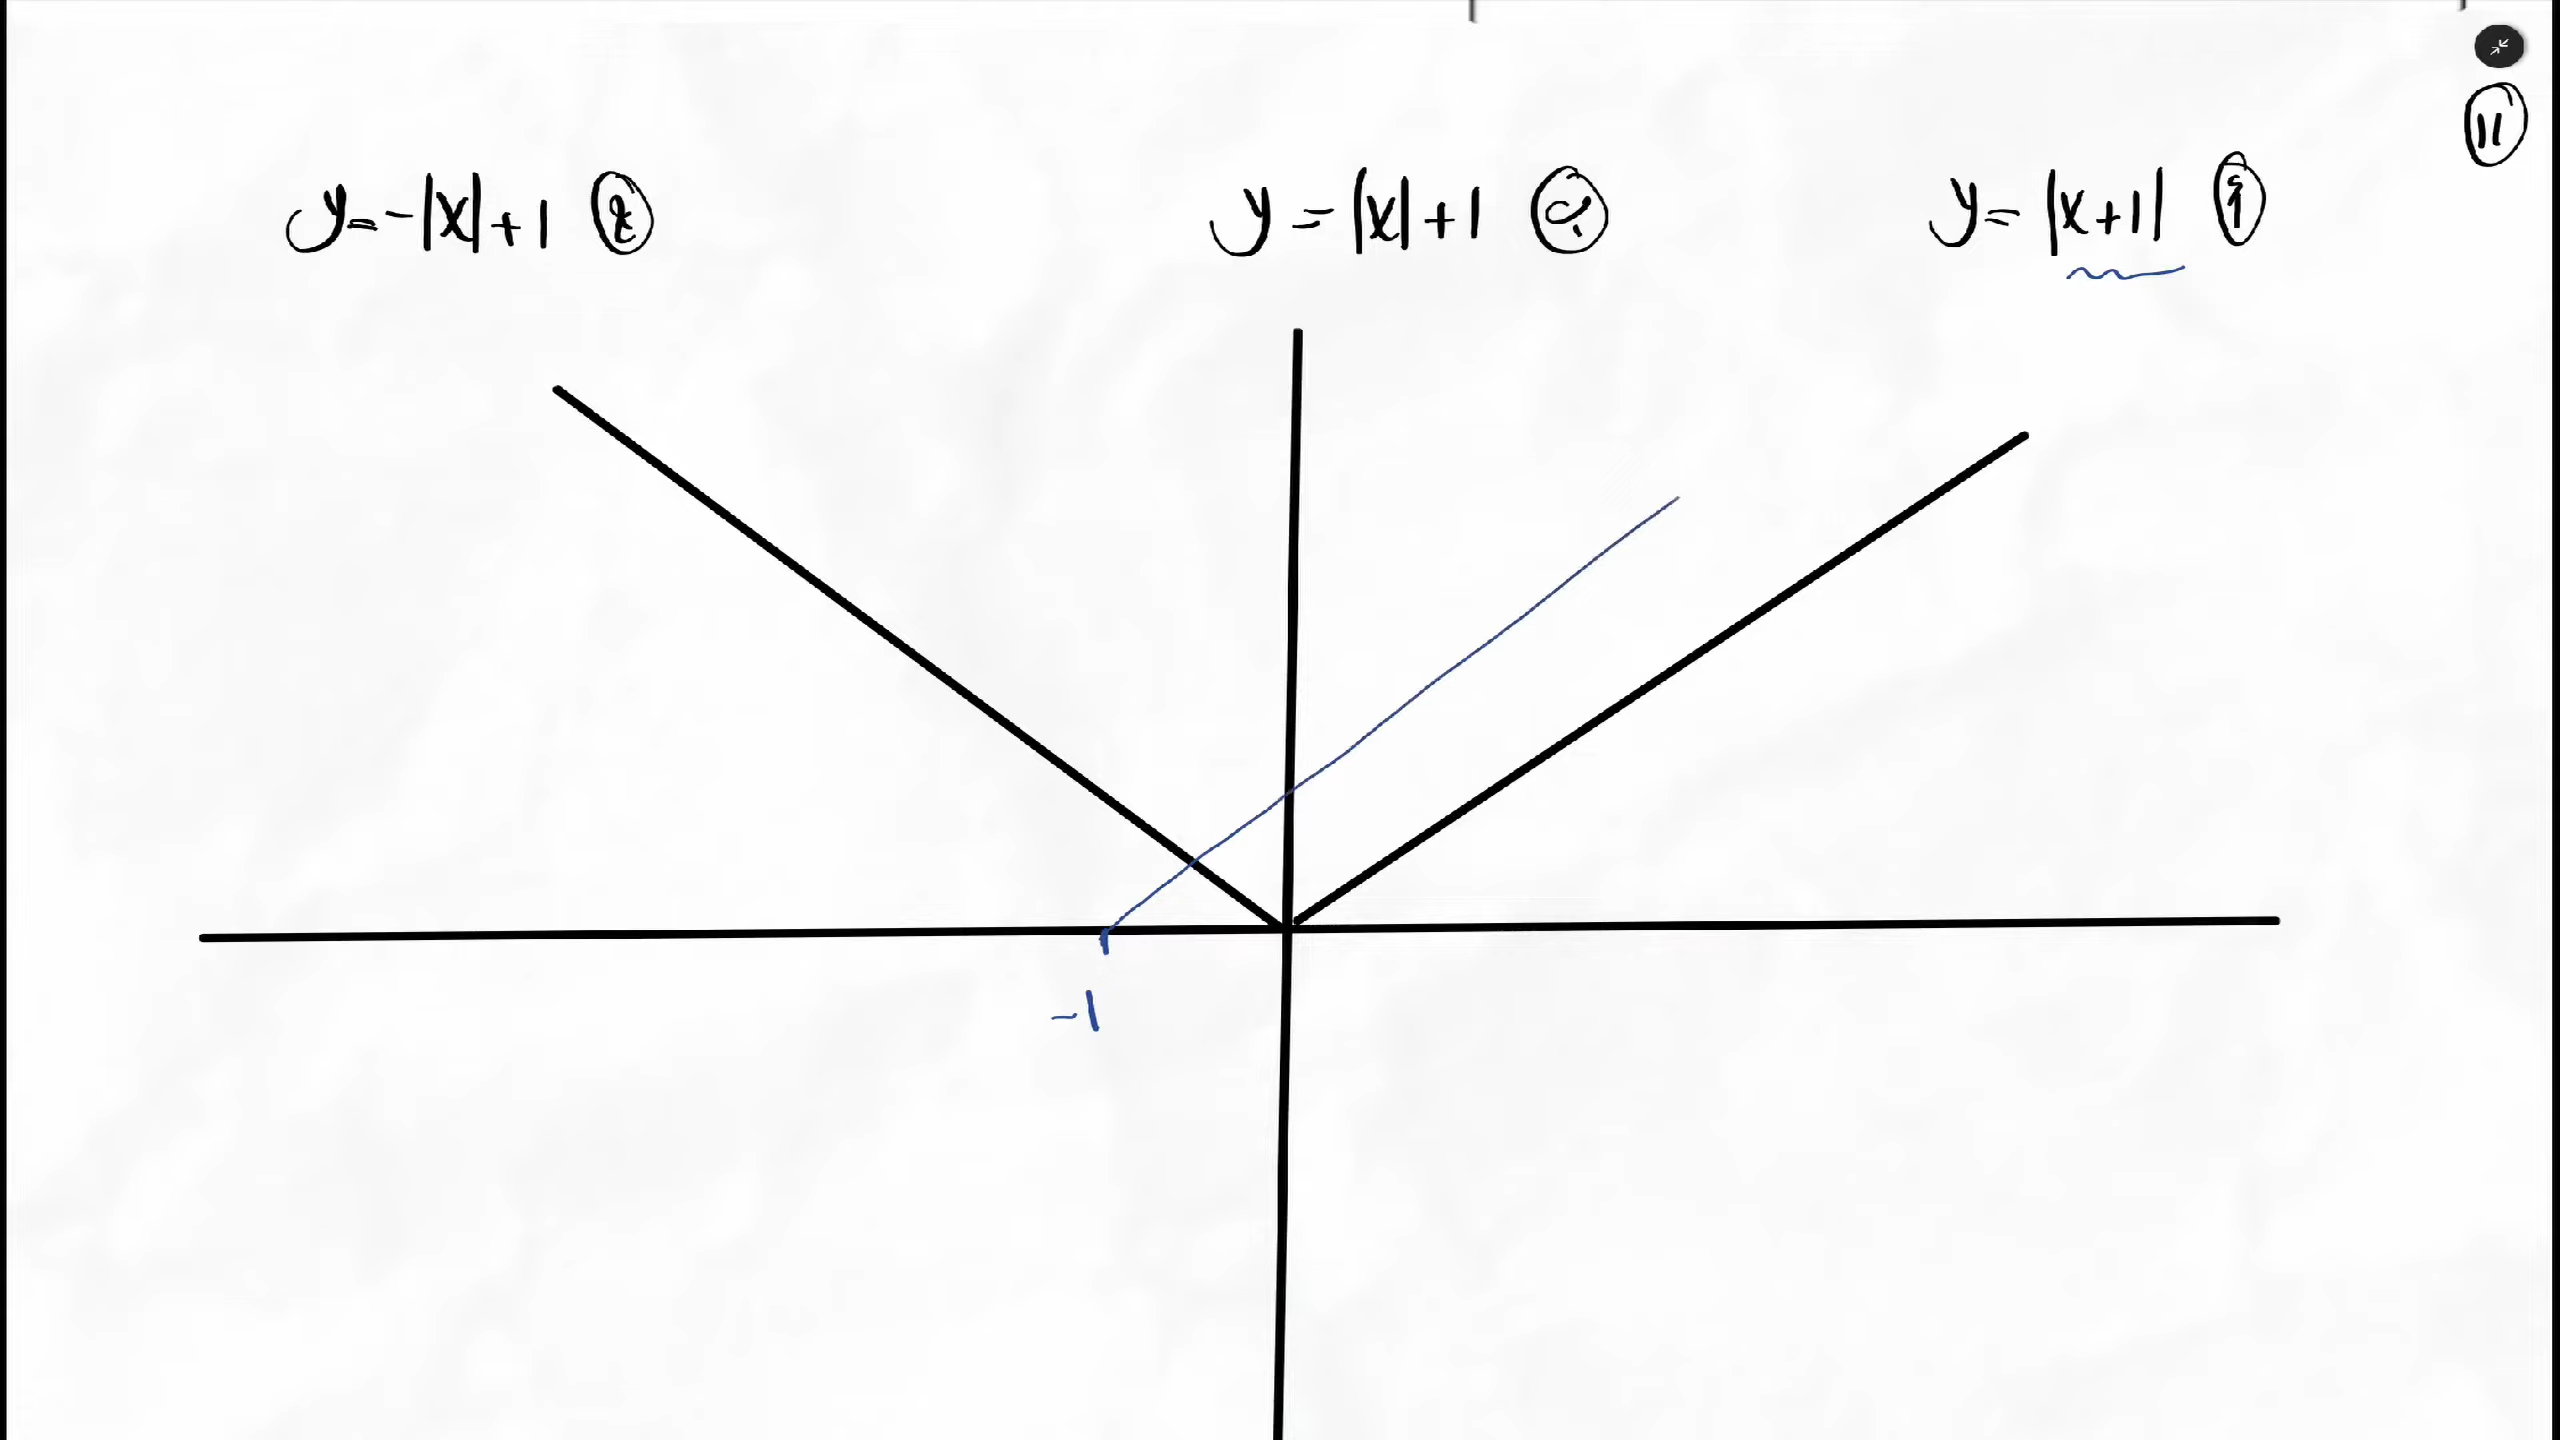 11
y=-|x|+1
y = |x|+1
y= |x+1|
-1